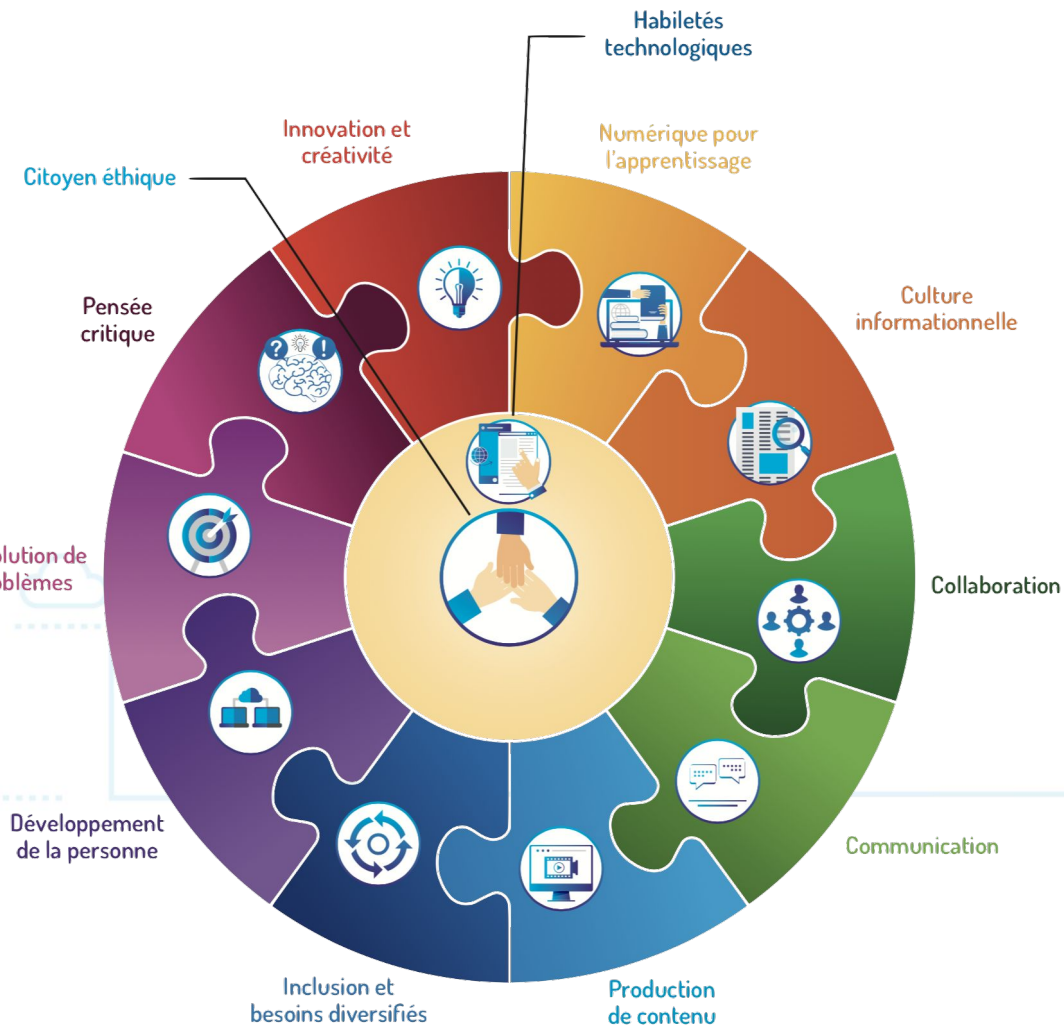 Habiletés
technologiques
Innovation et
créativité
Numérique pour
l'apprentissage
Citoyen éthique
Pensée
critique
Culture
informationnelle
? !
de
Collaboration
Développement
de la personne
Communication
Inclusion et
besoins diversifiés
Production
de contenu